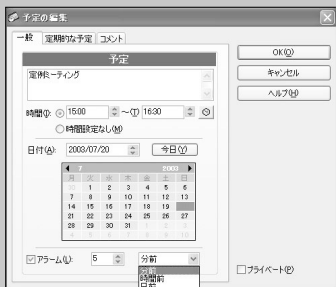 予定の編集
一般 定期的な予定 コメント
予定
定例ミーティング
時間(I): 15:00 ~(T) 16:30
時間設定なし(M)
日付(A): 2003/07/20 今日(Y)
7 2003
月 火 水 木 金 土 日
30 1 2 3 4 5 6
7 8 9 10 11 12 13
14 15 16 17 18 19
21 22 23 24 25 26 27
28 29 30 31
アラーム(L): 5 分前
分前
時間前
日前
OK(O)
キャンセル
ヘルプ(H)
プライベート(P)